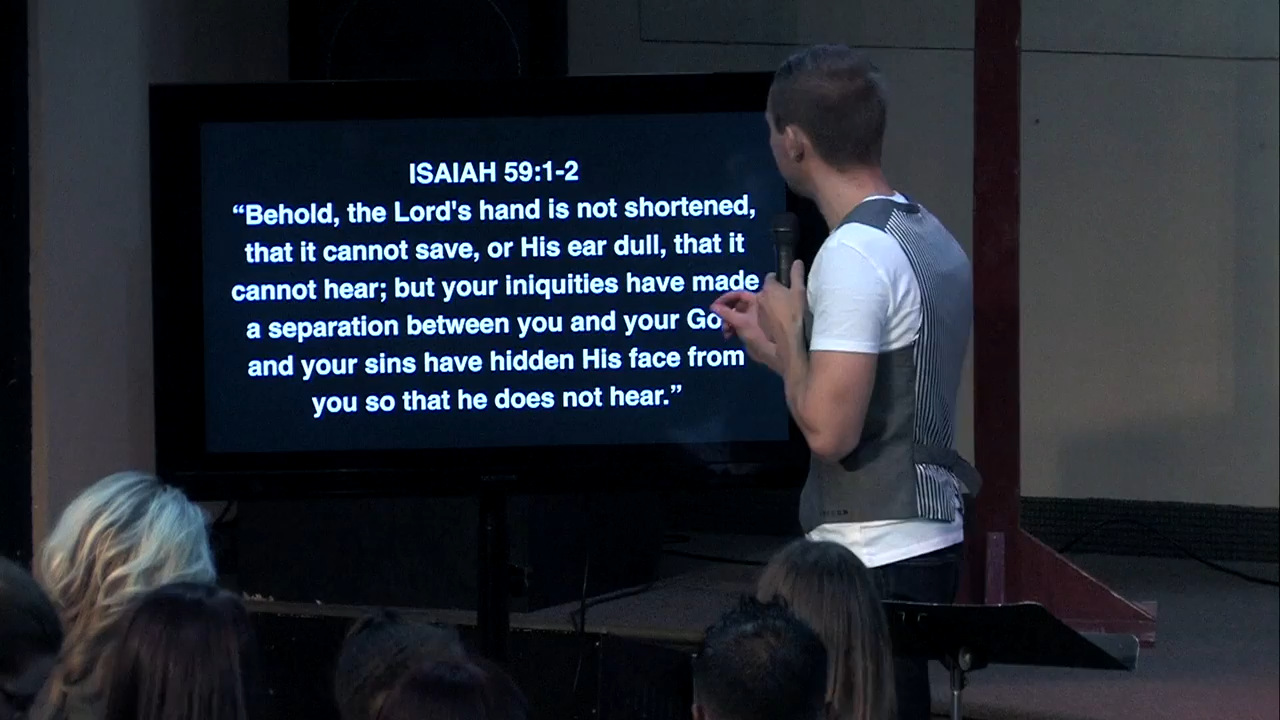 ISAIAH 59:1-2
“Behold, the Lord's hand is not shortened,
that it cannot save, or His ear dull, that it
cannot hear; but your iniquities have made
a separation between you and your
and your sins have hidden His face from
you so that he does not hear.”